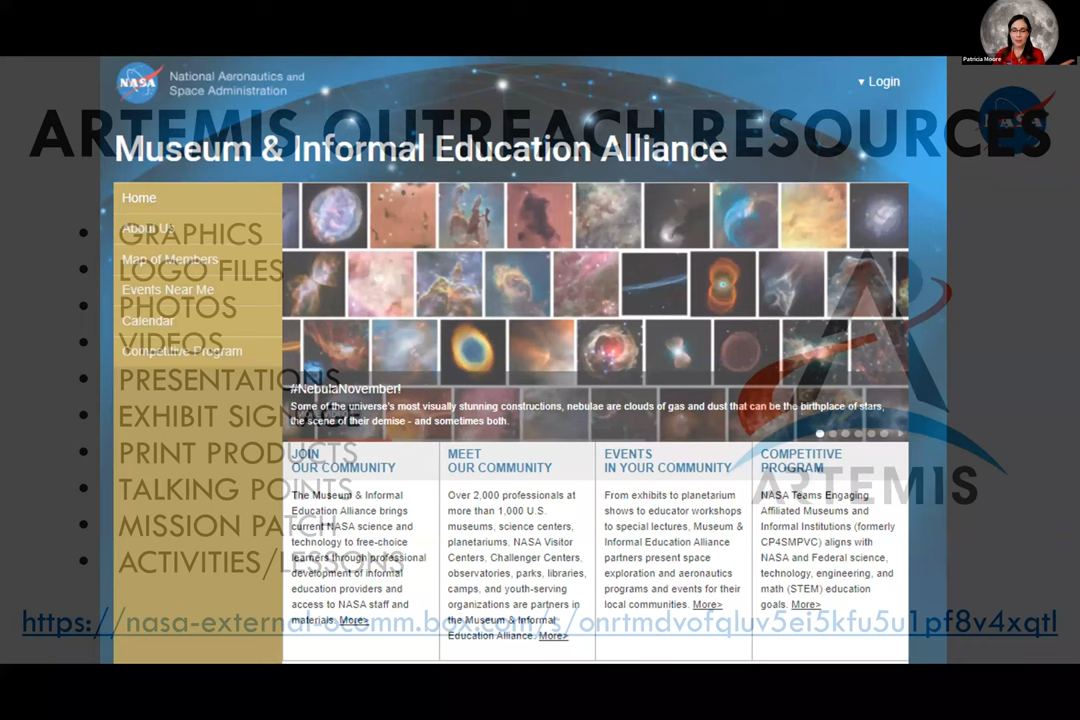 Patricia Moore
NASA
National Aeronautics and
Space Administration
Login
ARTEMIS OUTREACH RESOURCES
Museum & Informal Education Alliance
Home
About Us
Map of Members
Events Near Me
Calendar
Competitive Program
• GRAPHICS
• LOGO FILES
• PHOTOS
• VIDEOS
• PRESENTATIONS
• EXHIBIT SIGNAGE
• PRINT PRODUCTS
• TALKING POINTS
• MISSION PATCH
• ACTIVITIES/LESSONS
#NebulaNovember!
Some of the universe's most visually stunning constructions, nebulae are clouds of gas and dust that can be the birthplace of stars,
the scene of their demise - and sometimes both.
ARTEMIS
JOIN
OUR COMMUNITY
The Museum & Informal
Education Alliance brings
current NASA science and
technology to free-choice
learners through professional
development of informal
education providers and
access to NASA staff and
materials. More>
MEET
OUR COMMUNITY
Over 2,000 professionals at
more than 1,000 U.S.
museums, science centers,
planetariums, NASA Visitor
Centers, Challenger Centers,
observatories, parks, libraries,
camps, and youth-serving
organizations are partners in
the Museum & Informal
Education Alliance. More>
EVENTS
IN YOUR COMMUNITY
From exhibits to planetarium
shows to educator workshops
to special lectures, Museum &
Informal Education Alliance
partners present space
exploration and aeronautics
programs and events for their
local communities. More>
COMPETITIVE
PROGRAM
NASA Teams Engaging
Affiliated Museums and
Informal Institutions (formerly
CP4SMPVC) aligns with
NASA and Federal science,
technology, engineering, and
math (STEM) education
goals. More>
https://nasa-external-ocomm.box.com/s/onrtmdvofqluv5ei5kfu5u1pf8v4xqtl